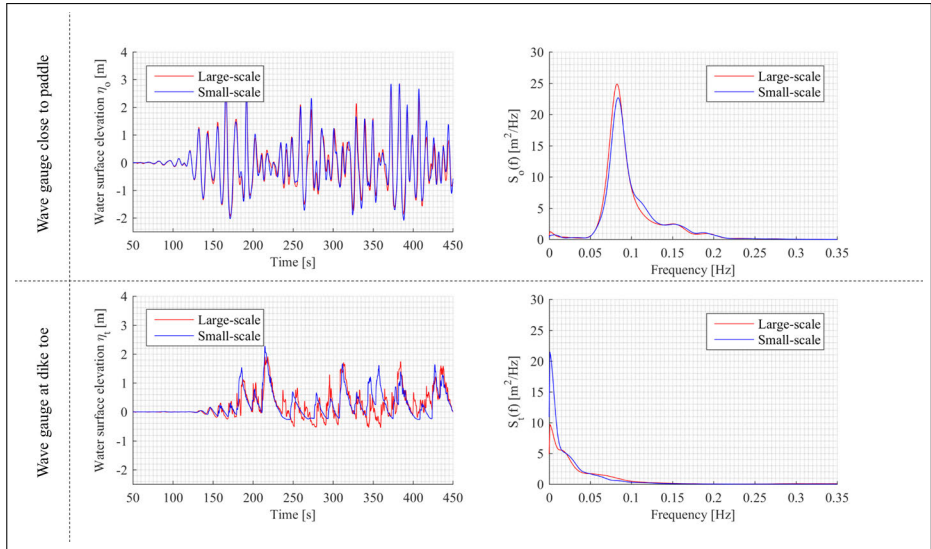 Wave gauge close to paddle
Water surface elevation ηo [m]
4
3
2
1
0
-1
-2
50 100 150 200 250 300 350 400 450
Time [s]
Large-scale
Small-scale
So(f) [m²/Hz]
30
25
20
15
10
5
0
0 0.05 0.1 0.15 0.2 0.25 0.3 0.35
Frequency [Hz]
Large-scale
Small-scale
Wave gauge at dike toe
Water surface elevation ηt [m]
4
3
2
1
0
-1
-2
50 100 150 200 250 300 350 400 450
Time [s]
Large-scale
Small-scale
St(f) [m²/Hz]
30
25
20
15
10
5
0
0 0.05 0.1 0.15 0.2 0.25 0.3 0.35
Frequency [Hz]
Large-scale
Small-scale